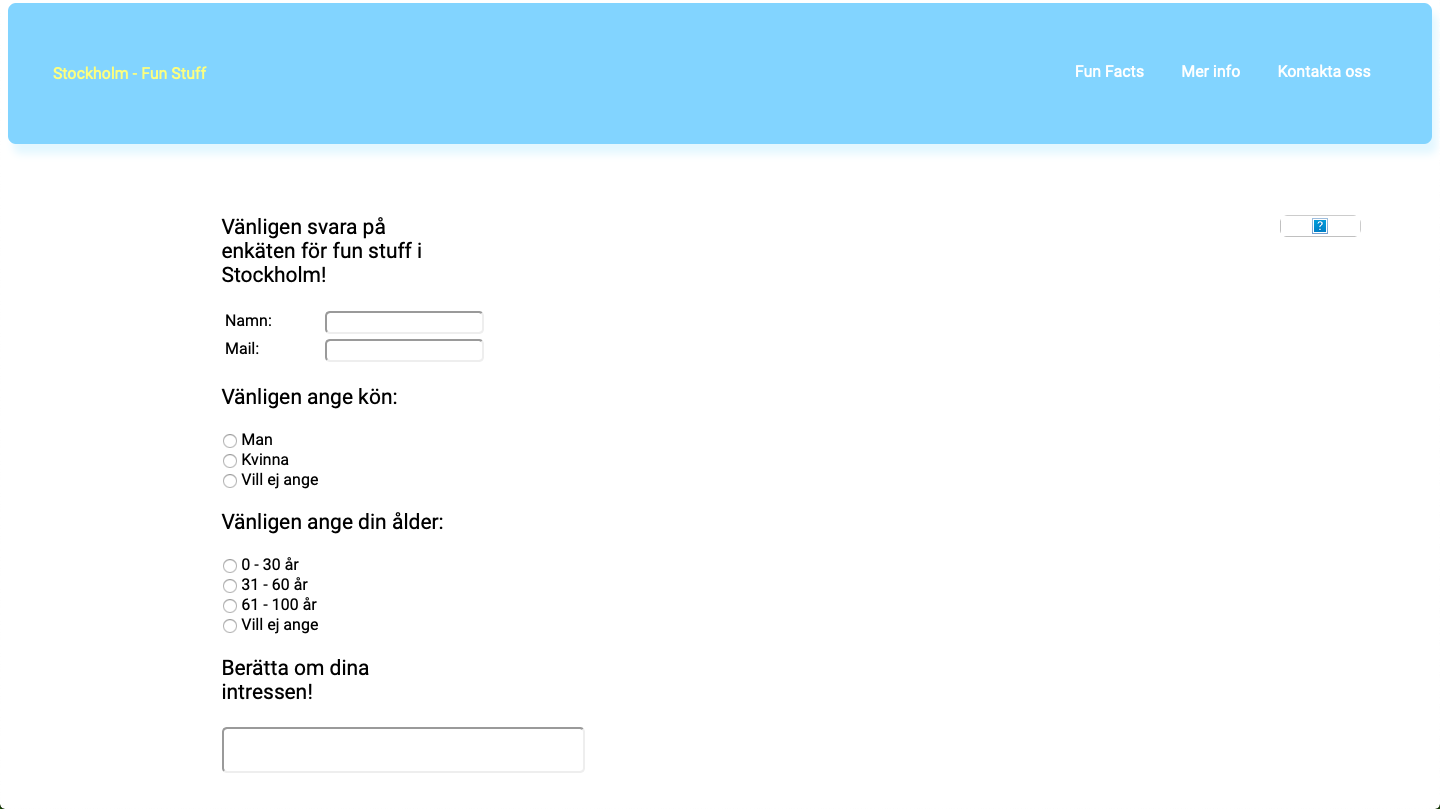 Stockholm - Fun Stuff
Fun Facts
Mer info
Kontakta oss
Vänligen svara på
enkäten för fun stuff i
Stockholm!
?
Namn:
Mail:
Vänligen ange kön:
Man
Kvinna
Vill ej ange
Vänligen ange din ålder:
0 - 30 år
31 - 60 år
61 - 100 år
Vill ej ange
Berätta om dina
intressen!